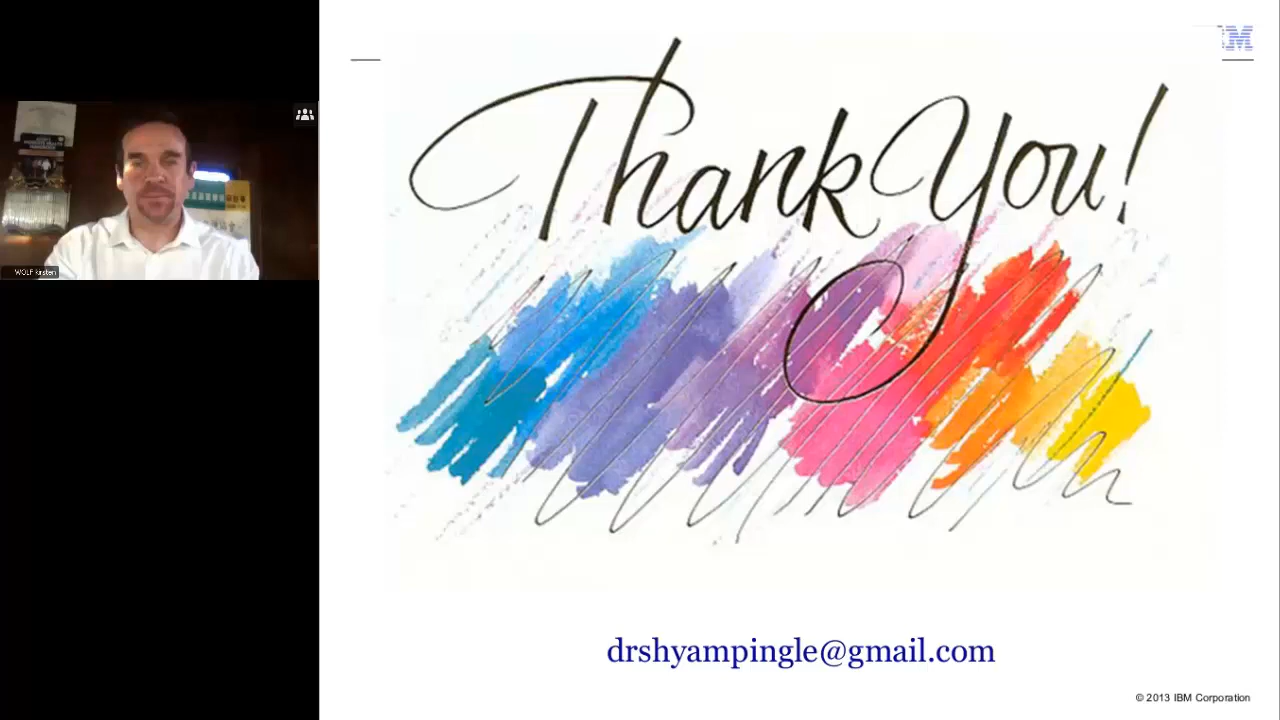 IBM
Thank You!
WOLF Kirsten
drshyampingle@gmail.com
© 2013 IBM Corporation